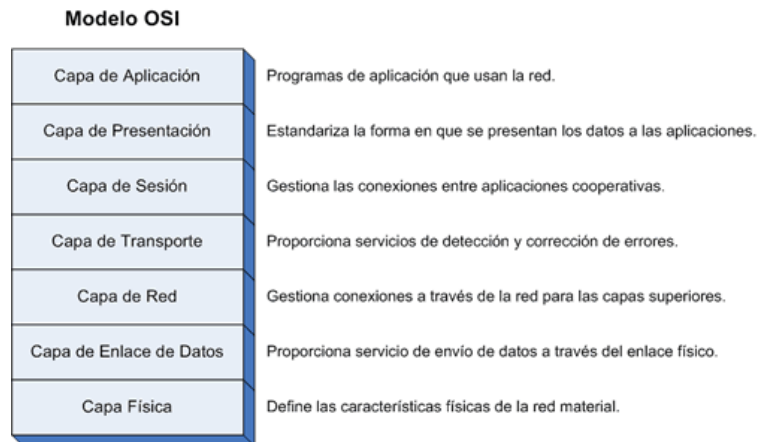 Modelo OSI
Capa de Aplicación
Programas de aplicación que usan la red.
Capa de Presentación
Estandariza la forma en que se presentan los datos a las aplicaciones.
Capa de Sesión
Gestiona las conexiones entre aplicaciones cooperativas.
Capa de Transporte
Proporciona servicios de detección y corrección de errores.
Capa de Red
Gestiona conexiones a través de la red para las capas superiores.
Capa de Enlace de Datos
Proporciona servicio de envío de datos a través del enlace físico.
Capa Física
Define las características físicas de la red material.